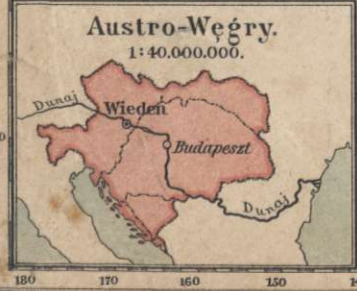 Austro-Węgry.
1:40.000.000.
Dunaj
Wiedeń
Budapeszt
Dunaj
180 170 160 150